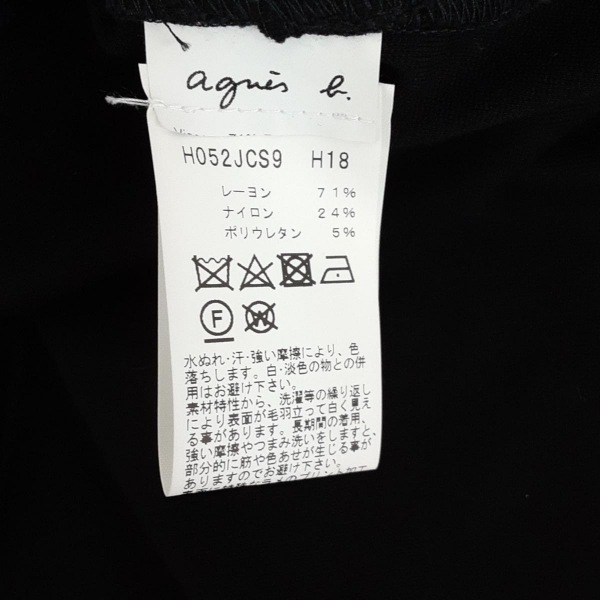 agnès b.
H052JCS9 H18
レーヨン 71%
ナイロン 24%
ポリウレタン 5%
F
W
水ぬれ・汗・強い摩擦により、色
落ちします。白・淡色の物との併
用はお避け下さい。
素材特性から、洗濯等の繰り返し
により表面が毛羽立って白く見え
る事があります。長期間の着用、
強い摩擦やつまみ洗いをしますと、
部分的に筋や色あせが生じる事が
ありますのでお避け下さい。